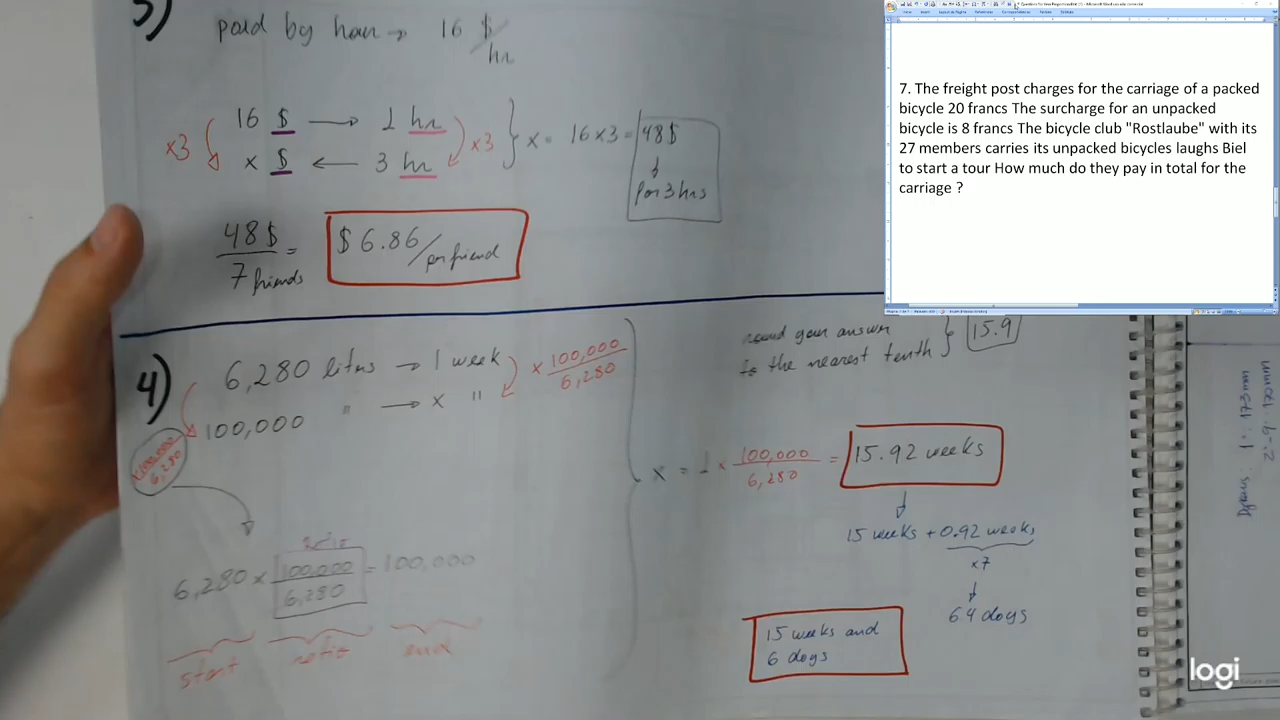 3)
paid by hour → 16 $/hr
x3
16 $ → 1 hr
x $ ← 3 hr
x3
x = 16 x 3 = 48$
for 3 hrs
48$
7 friends
=
$ 6.86/per friend
7. The freight post charges for the carriage of a packed
bicycle 20 francs The surcharge for an unpacked
bicycle is 8 francs The bicycle club "Rostlaube" with its
27 members carries its unpacked bicycles laughs Biel
to start a tour How much do they pay in total for the
carriage ?
4)
6,280 liters → 1 week
100,000 " → x "
x 100,000
6,280
round your answer
to the nearest tenth
15.9
x = 1 x 100,000
6,280
= 15.92 weeks
15 weeks + 0.92 weeks
x7
6.4 days
15 weeks and
6 days
ratio
6,280 x 100,000
6,280
= 100,000
start ratio end
logi